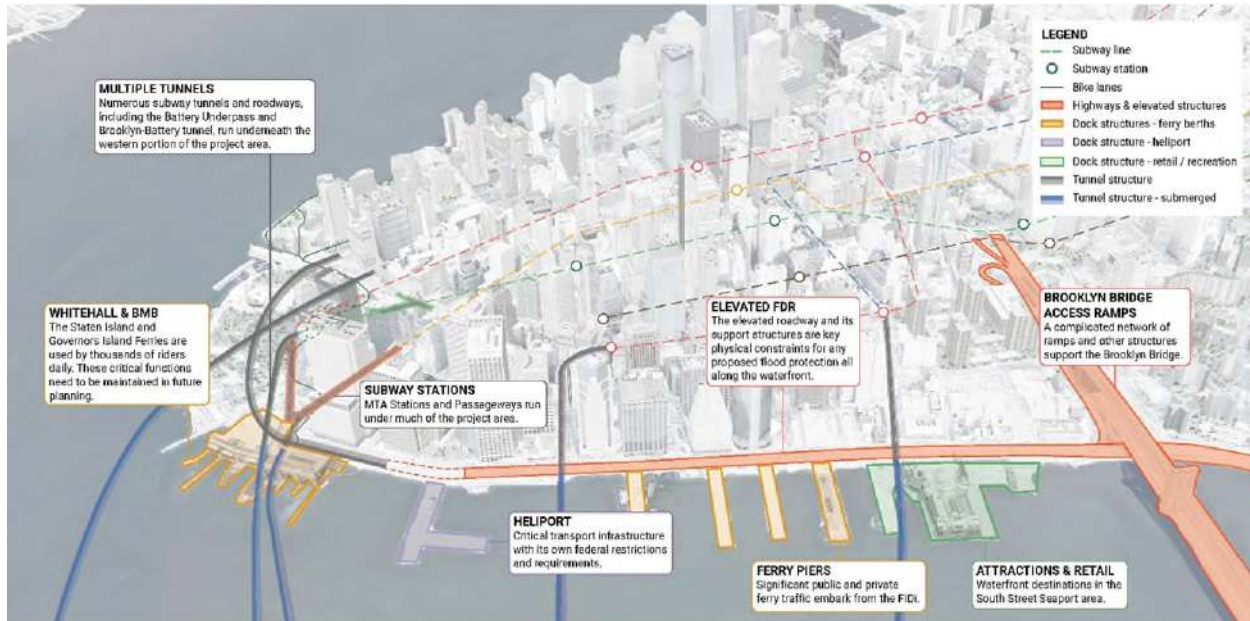 MULTIPLE TUNNELS
Numerous subway tunnels and roadways,
including the Battery Underpass and
Brooklyn-Battery tunnel, run underneath the
western portion of the project area.
LEGEND
Subway line
Subway station
Bike lanes
Highways & elevated structures
Dock structures - ferry berths
Dock structure - heliport
Dock structure - retail / recreation
Tunnel structure
Tunnel structure - submerged
WHITEHALL & BMB
The Staten Island and
Governors Island Ferries are
used by thousands of riders
daily. These critical functions
need to be maintained in future
planning.
SUBWAY STATIONS
MTA Stations and Passageways run
under much of the project area.
ELEVATED FDR
The elevated roadway and its
support structures are key
physical constraints for any
proposed flood protection all
along the waterfront.
BROOKLYN BRIDGE
ACCESS RAMPS
A complicated network of
ramps and other structures
support the Brooklyn Bridge.
HELIPORT
Critical transport infrastructure
with its own federal restrictions
and requirements.
FERRY PIERS
Significant public and private
ferry traffic embark from the FiDi.
ATTRACTIONS & RETAIL
Waterfront destinations in the
South Street Seaport area.